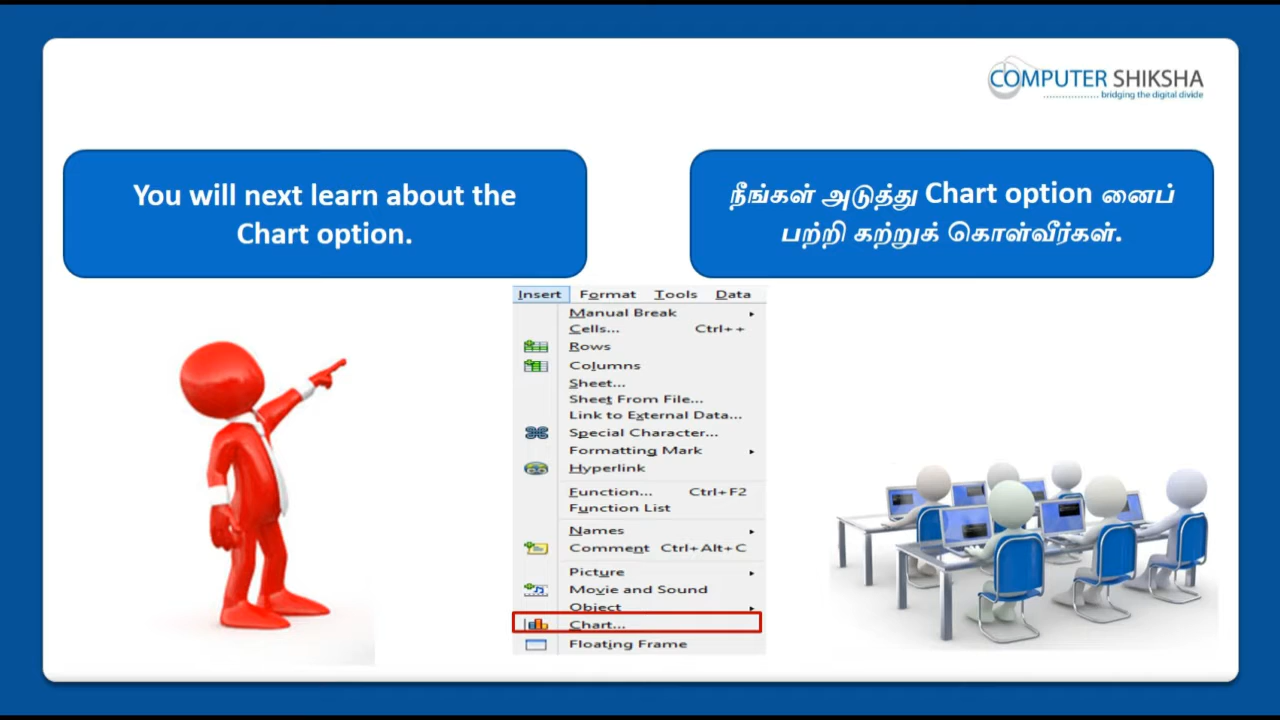 COMPUTER SHIKSHA
bridging the digital divide
You will next learn about the
Chart option.
நீங்கள் அடுத்து Chart option னைப்
பற்றி கற்றுக் கொள்வீர்கள்.
Insert Format Tools Data
Manual Break
Cells... Ctrl++
Rows
Columns
Sheet...
Sheet From File...
Link to External Data...
Special Character...
Formatting Mark
Hyperlink
Function... Ctrl+F2
Function List
Names
Comment Ctrl+Alt+C
Picture
Movie and Sound
Object
Chart...
Floating Frame